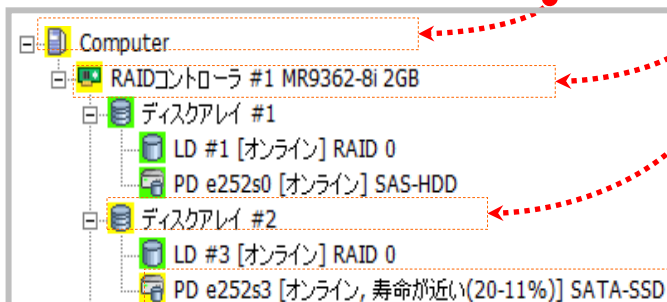 Computer
RAIDコントローラ #1 MR9362-8i 2GB
ディスクアレイ #1
LD #1 [オンライン] RAID 0
PD e252s0 [オンライン] SAS-HDD
ディスクアレイ #2
LD #3 [オンライン] RAID 0
PD e252s3 [オンライン, 寿命が近い(20-11%)] SATA-SSD